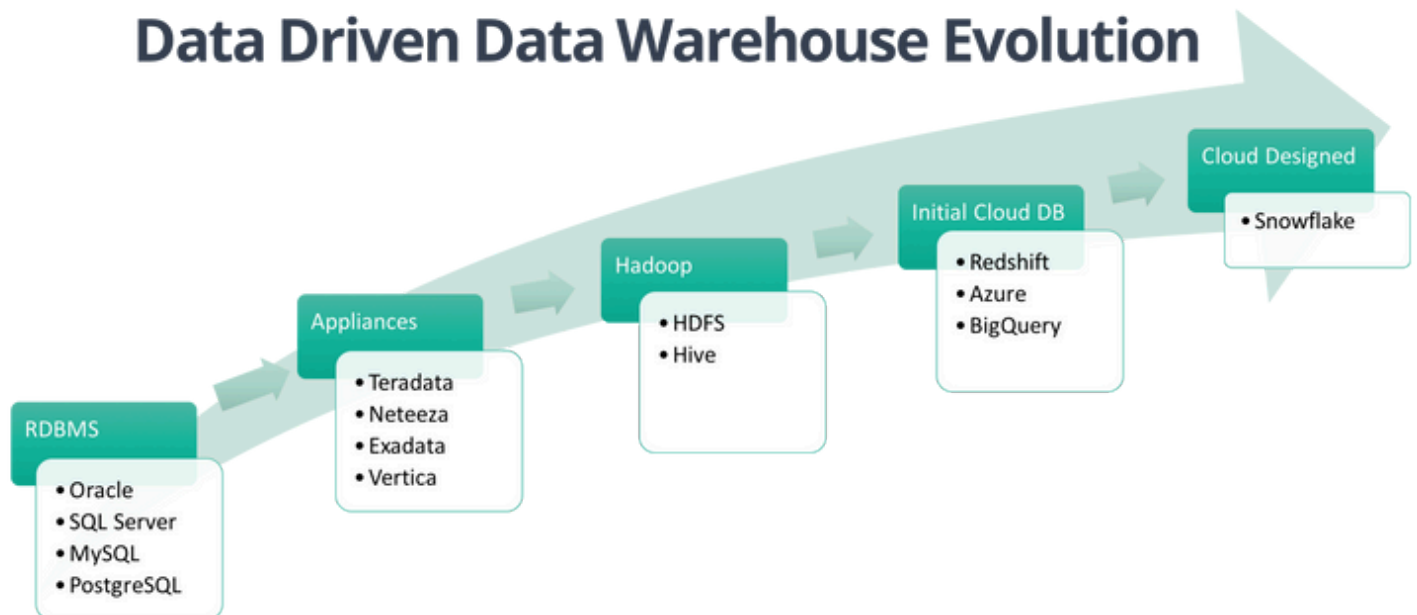 Data Driven Data Warehouse Evolution
RDBMS
• Oracle
• SQL Server
• MySQL
• PostgreSQL
Appliances
• Teradata
• Neteeza
• Exadata
• Vertica
Hadoop
• HDFS
• Hive
Initial Cloud DB
• Redshift
• Azure
• BigQuery
Cloud Designed
• Snowflake